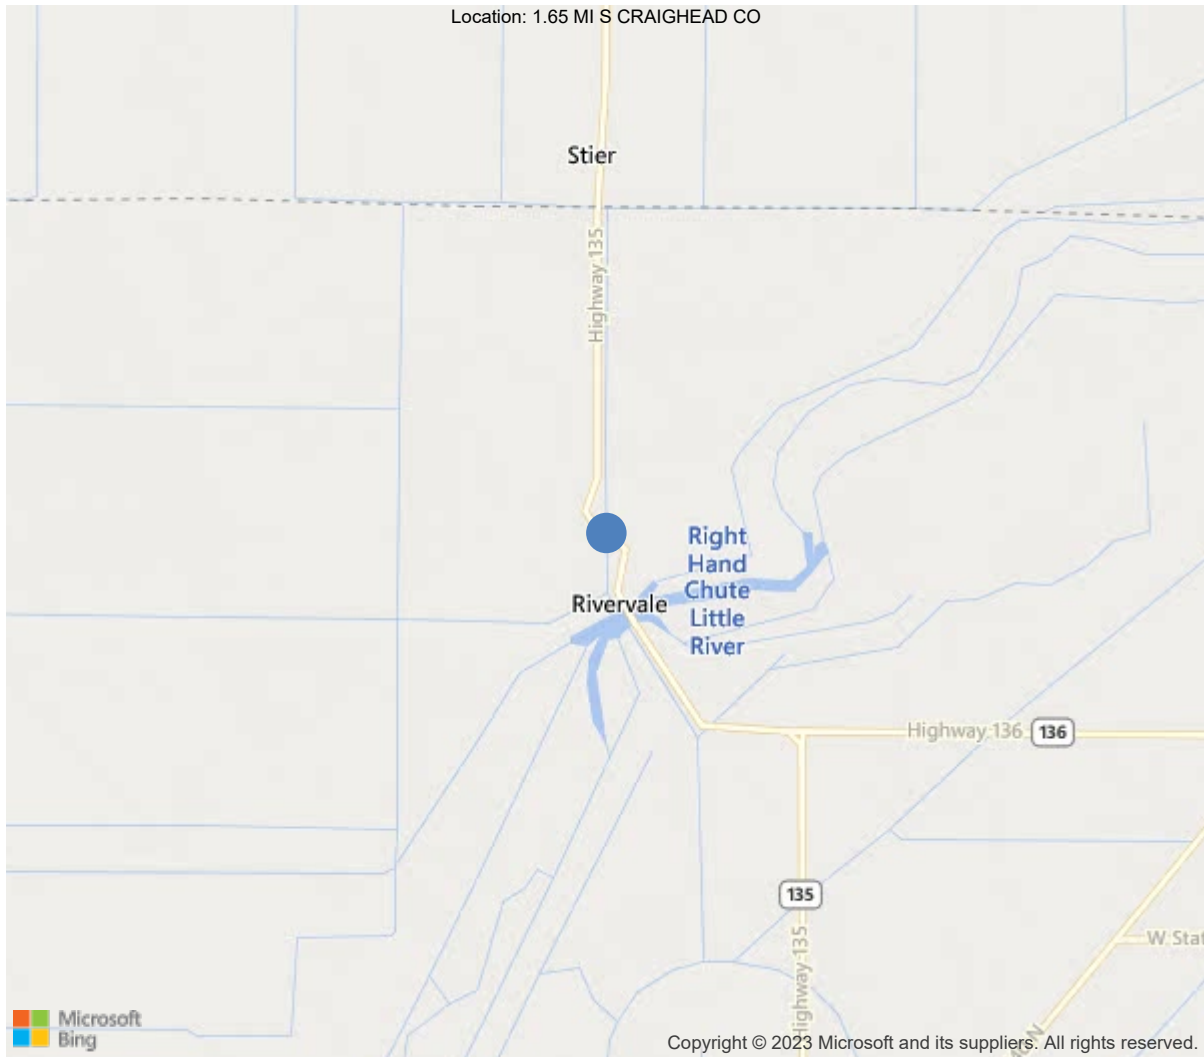 Location: 1.65 MI S CRAIGHEAD CO
Stier
Highway 135
Right
Hand
Chute
Little
River
Rivervale
Highway 136
136
135
Highway 135
W Stat
N
Microsoft
Bing
Copyright © 2023 Microsoft and its suppliers. All rights reserved.